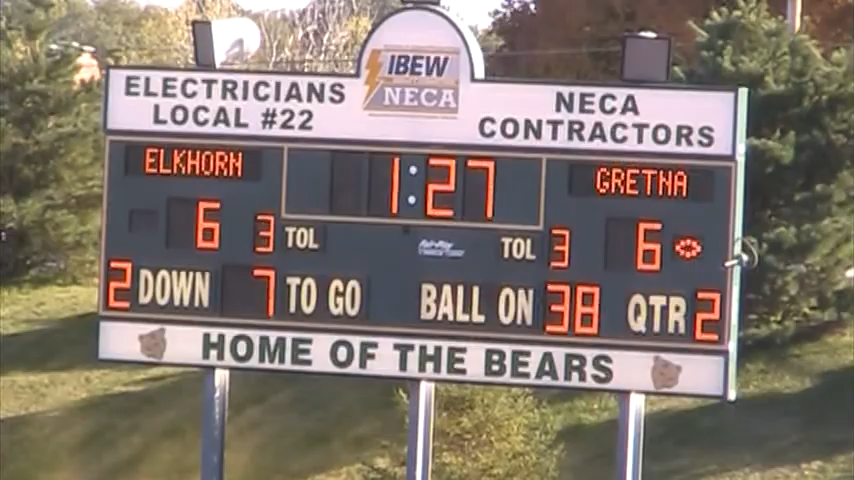 IBEW
NECA
ELECTRICIANS
LOCAL #22
NECA
CONTRACTORS
ELKHORN
1:27
GRETNA
6
3 TOL
TOL 3
6
2 DOWN 7 TO GO
BALL ON 38
QTR 2
HOME OF THE BEARS